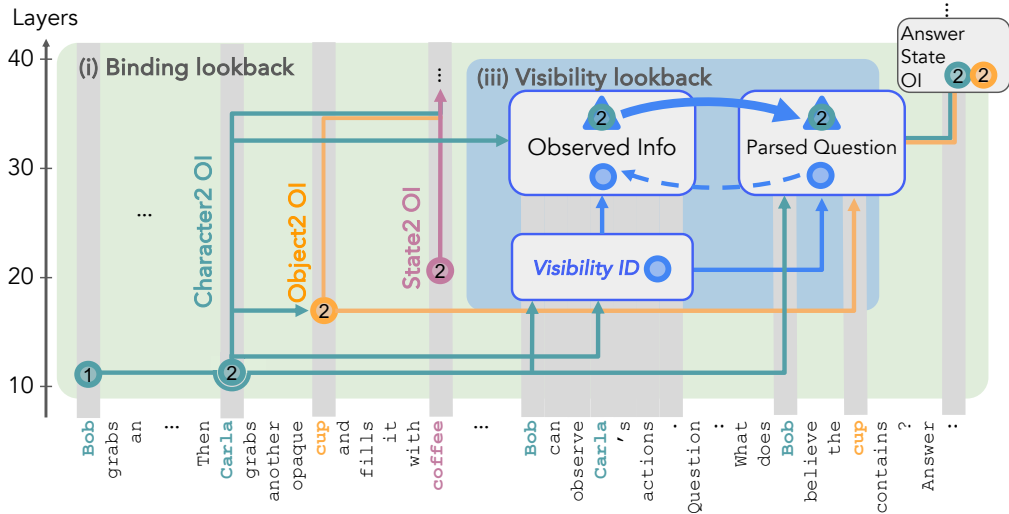 Layers
40
30
20
10
(i) Binding lookback
(iii) Visibility lookback
...
Answer
State
OI
2 2
2
Observed Info
2
Parsed Question
Visibility ID
Character2 OI
Object2 OI
State2 OI
...
...
1
2
2
2
Bob
grabs
an
...
Then
Carla
grabs
another
opaque
cup
and
fills
it
with
coffee
...
Bob
can
observe
Carla
's
actions
.
Question
:
What
does
Bob
believe
the
cup
contains
?
Answer
: